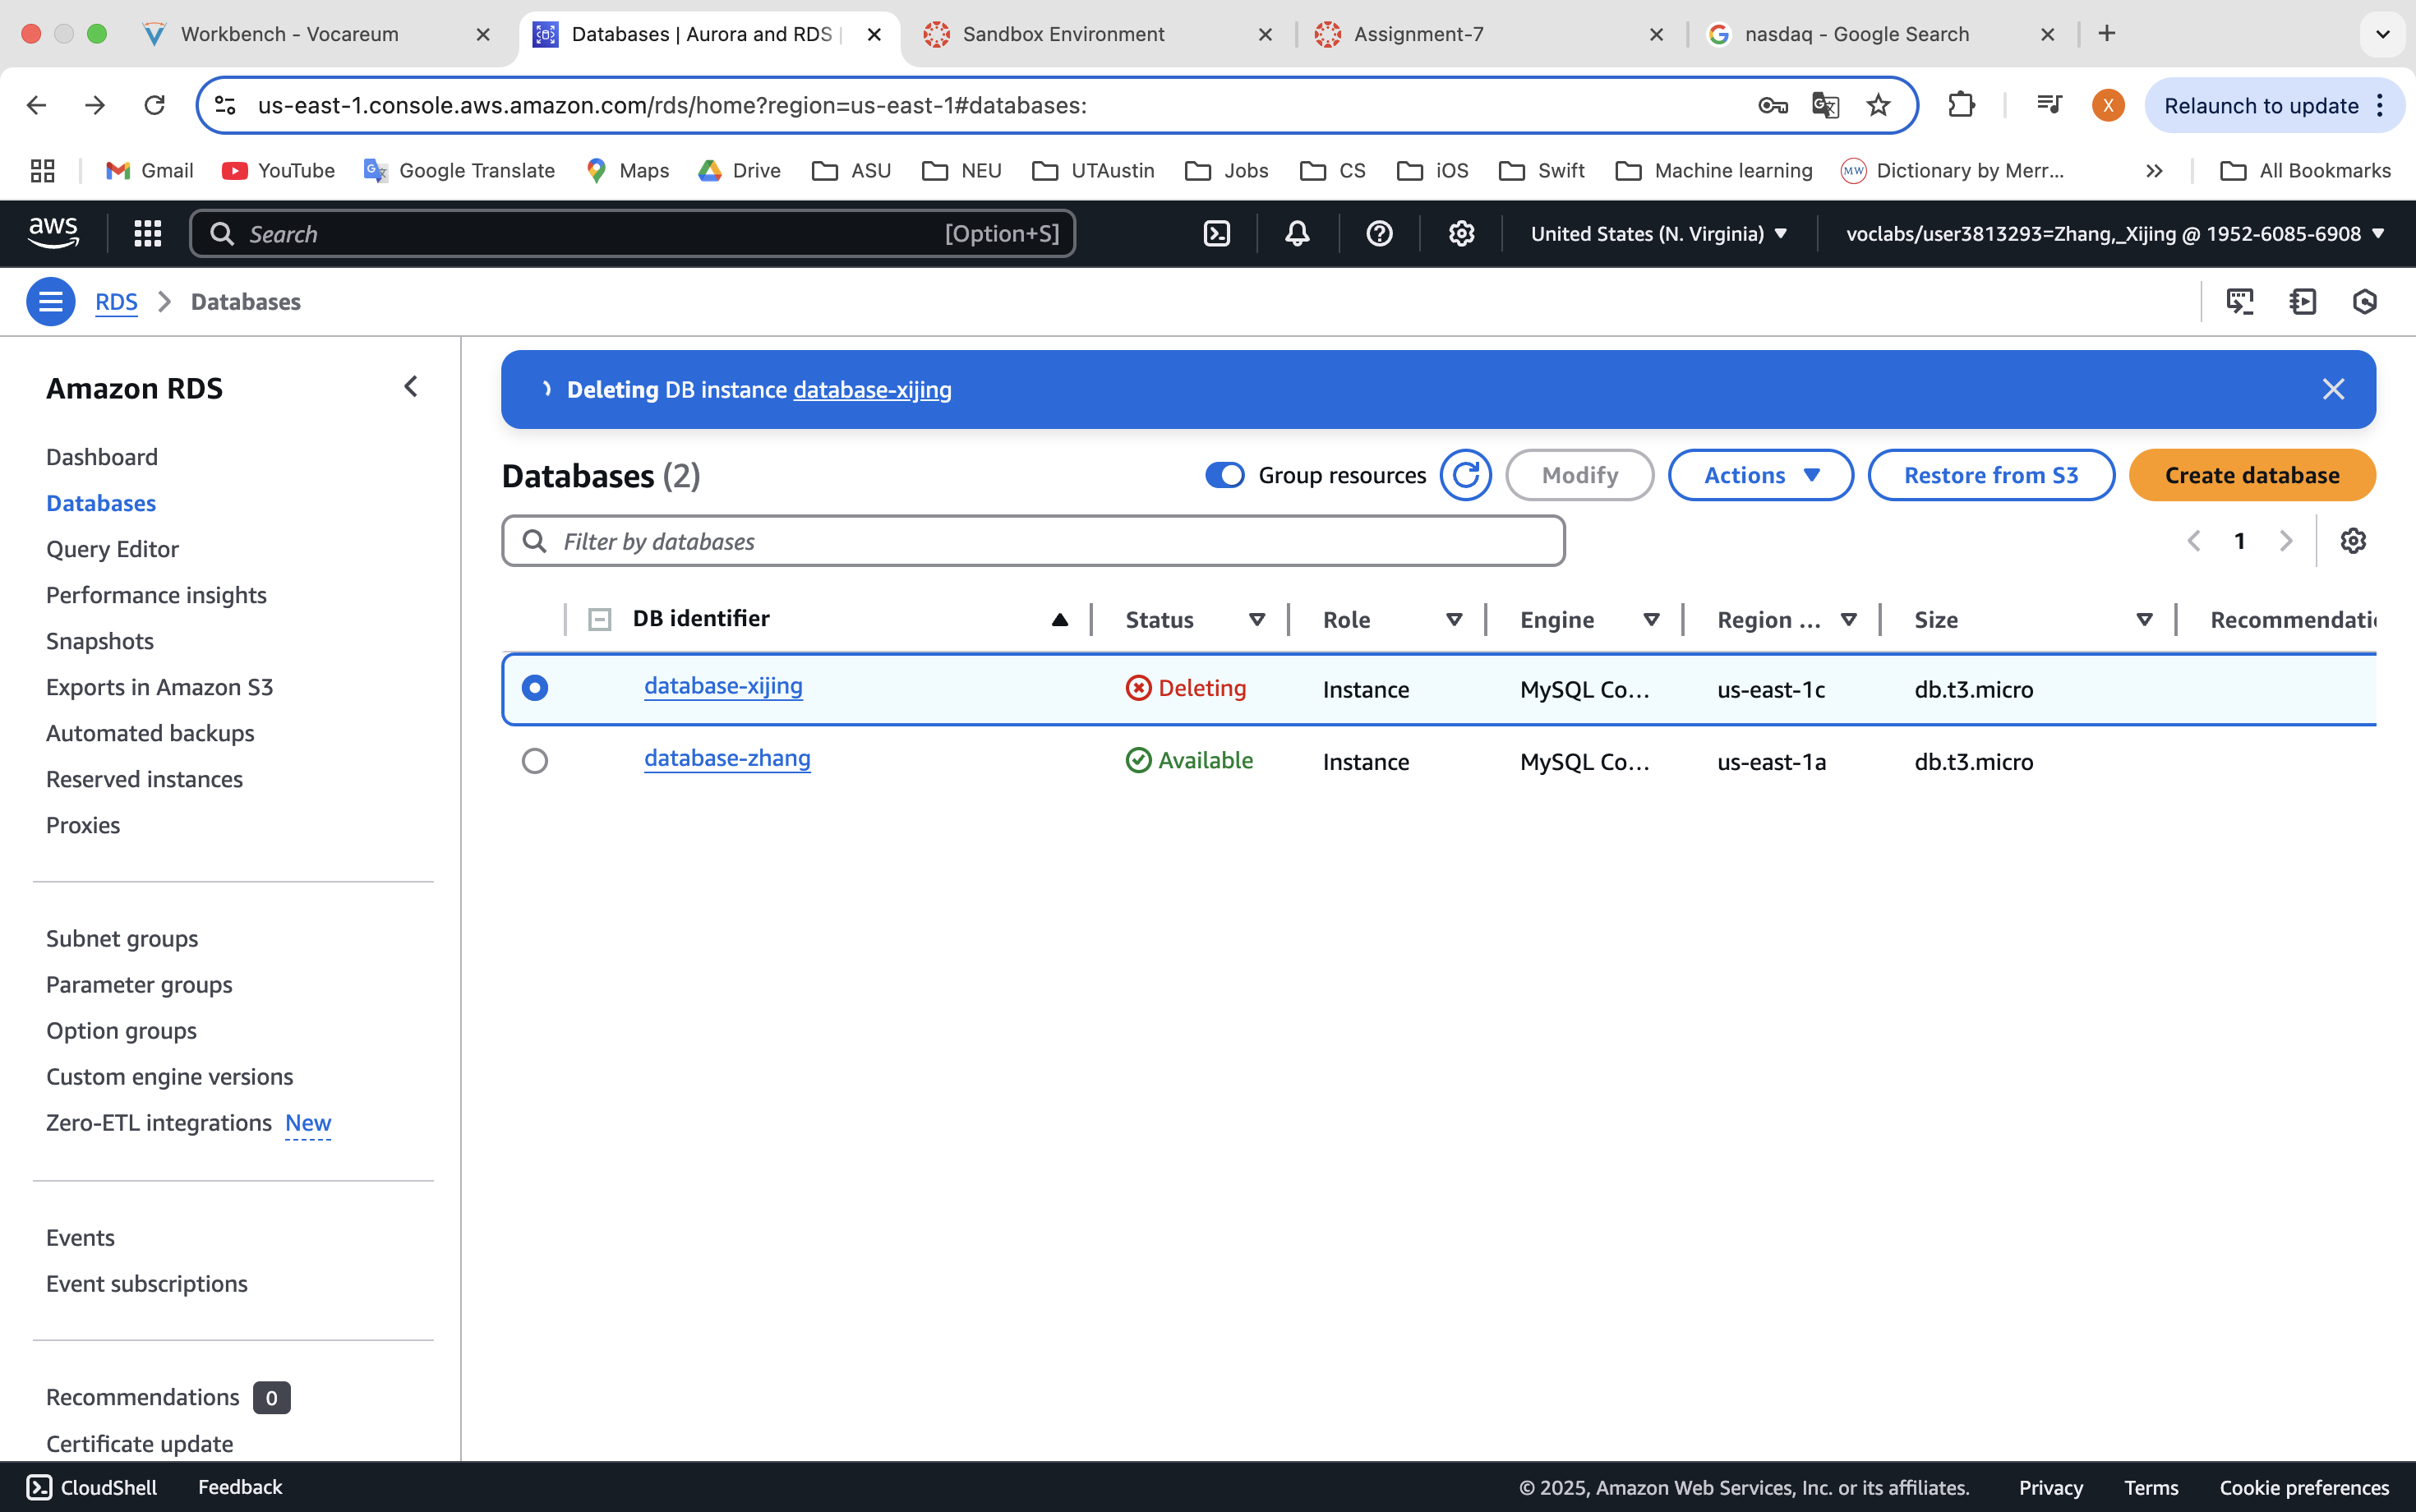 Workbench - Vocareum
Databases | Aurora and RDS |
Sandbox Environment
Assignment-7
nasdaq - Google Search
us-east-1.console.aws.amazon.com/rds/home?region=us-east-1#databases:
X
Relaunch to update
Gmail
YouTube
Google Translate
Maps
Drive
ASU
NEU
UTAustin
Jobs
CS
iOS
Swift
Machine learning
MW
Dictionary by Merr...
All Bookmarks
aws
Search
[Option+S]
United States (N. Virginia)
voclabs/user3813293=Zhang,_Xijing @ 1952-6085-6908
RDS > Databases
Amazon RDS
Dashboard
Databases
Query Editor
Performance insights
Snapshots
Exports in Amazon S3
Automated backups
Reserved instances
Proxies
Subnet groups
Parameter groups
Option groups
Custom engine versions
Zero-ETL integrations New
Events
Event subscriptions
Recommendations 0
Certificate update
Deleting DB instance database-xijing
Databases (2)
Group resources
Modify
Actions
Restore from S3
Create database
Filter by databases
1
DB identifier Status Role Engine Region ... Size Recommendati
database-xijing Deleting Instance MySQL Co... us-east-1c db.t3.micro
database-zhang Available Instance MySQL Co... us-east-1a db.t3.micro
CloudShell
Feedback
© 2025, Amazon Web Services, Inc. or its affiliates.
Privacy
Terms
Cookie preferences